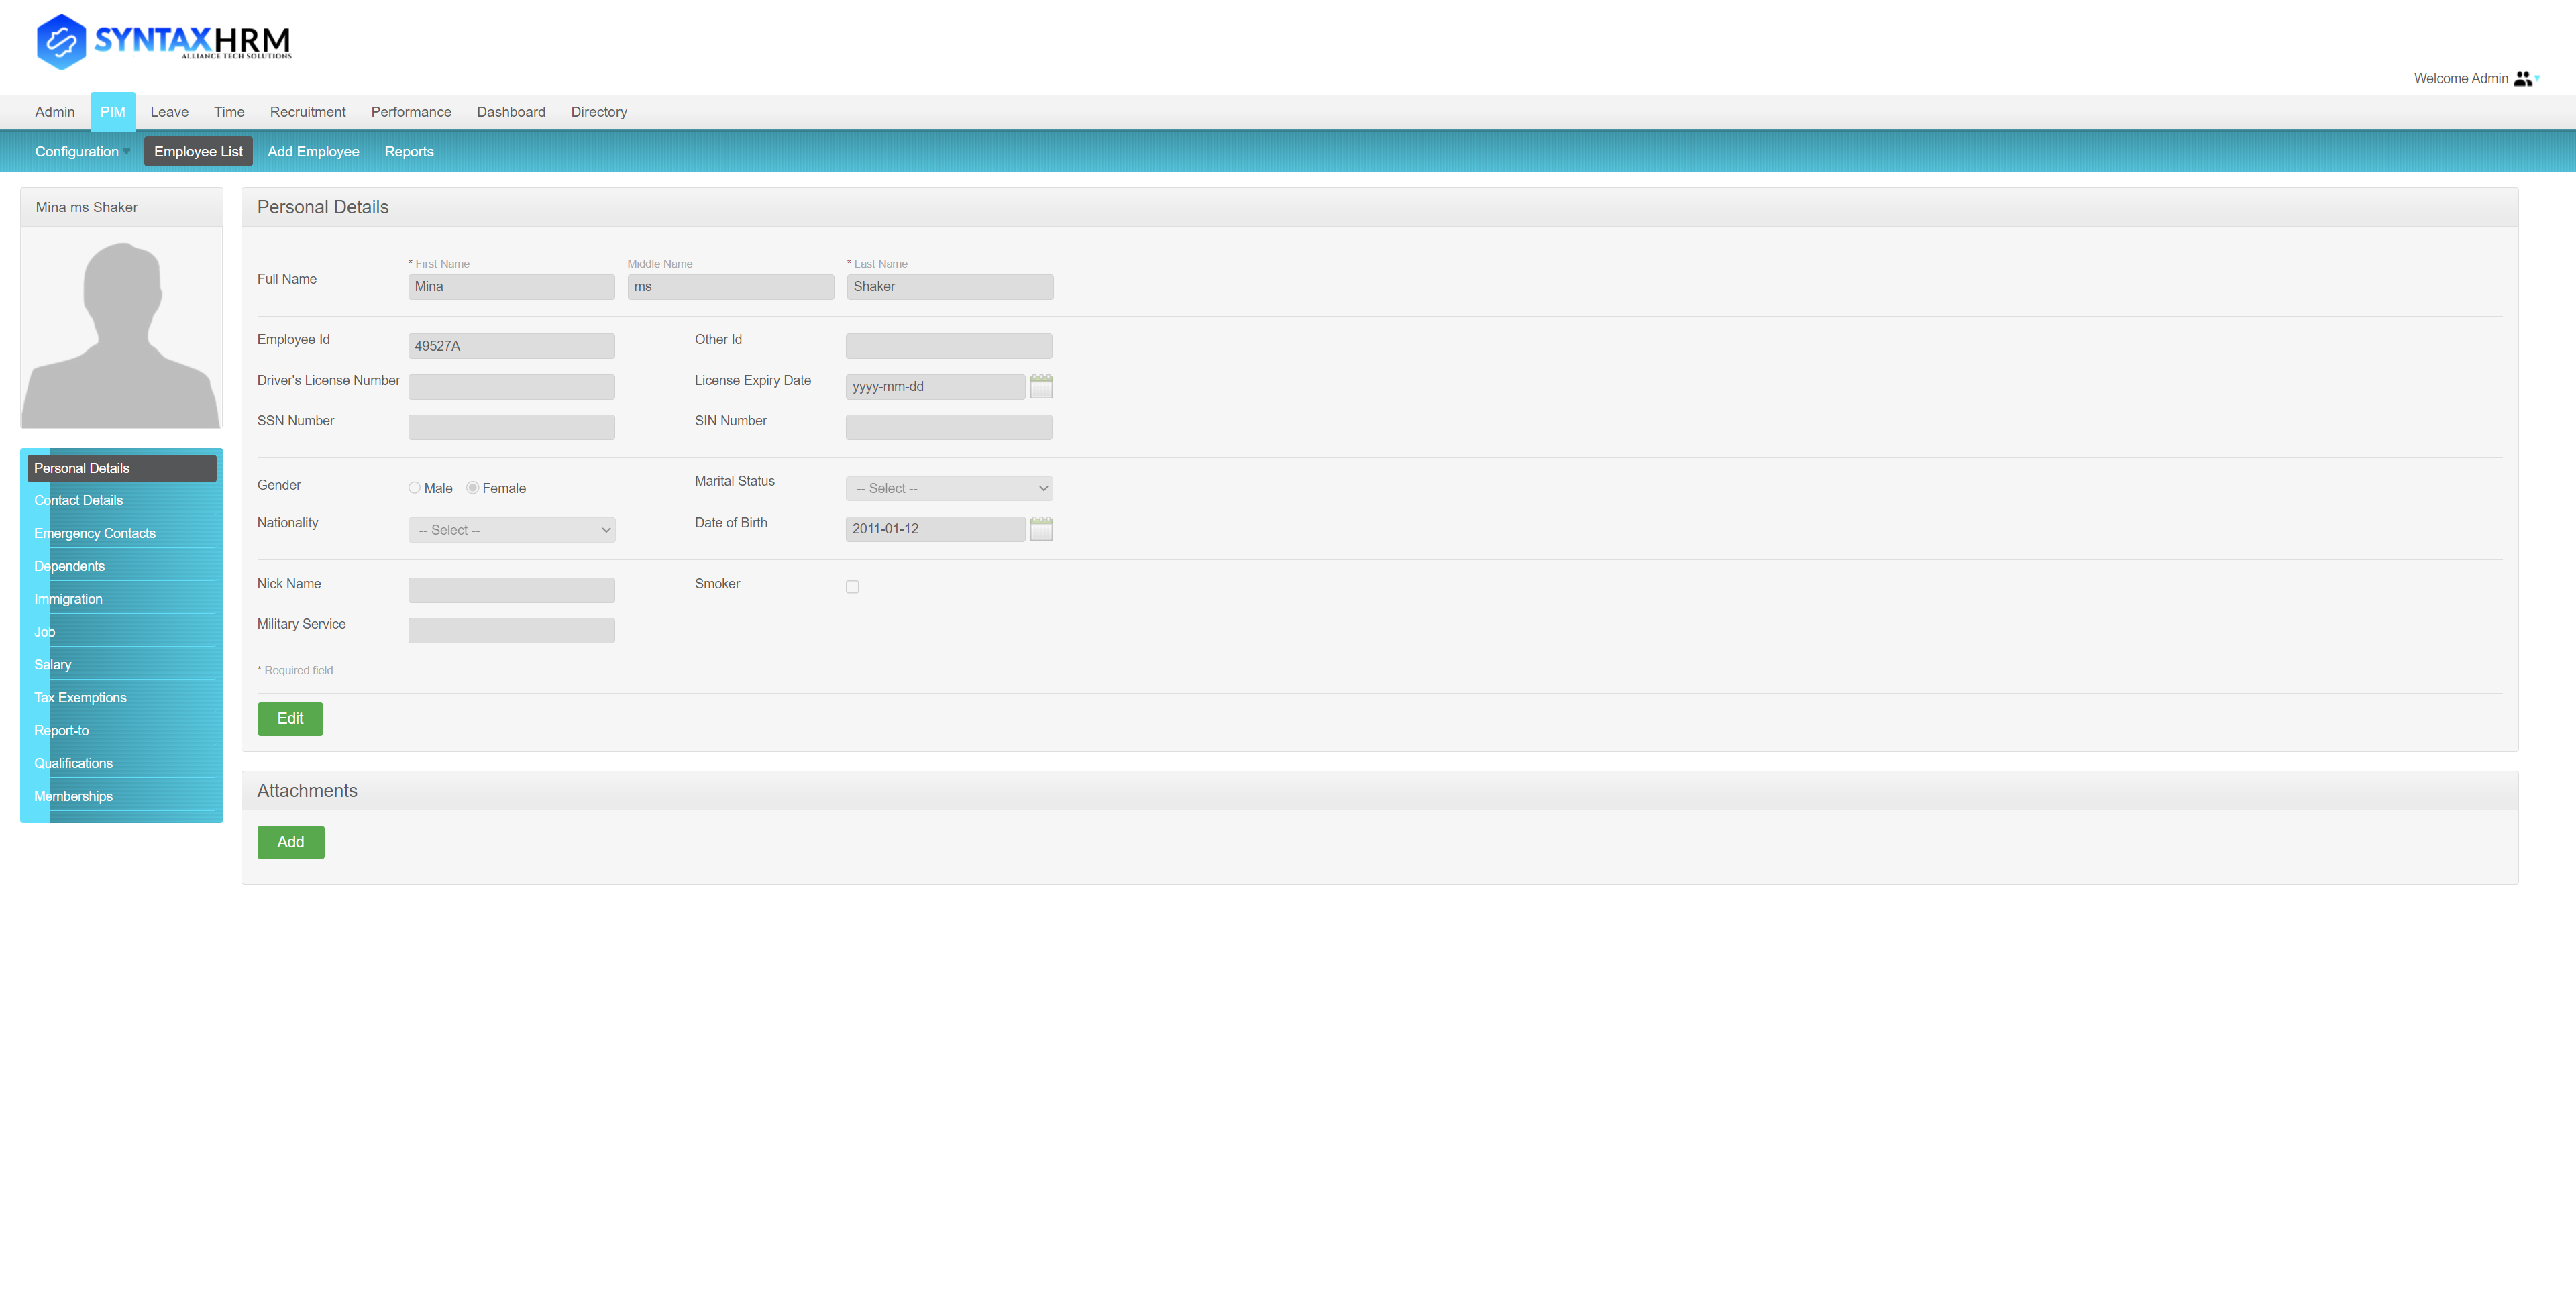 SYNTAXHRM
ALLIANCE TECH SOLUTIONS
Welcome Admin
Admin PIM Leave Time Recruitment Performance Dashboard Directory
Configuration Employee List Add Employee Reports
Mina ms Shaker
Personal Details
Contact Details
Emergency Contacts
Dependents
Immigration
Job
Salary
Tax Exemptions
Report-to
Qualifications
Memberships
Personal Details
* First Name Middle Name * Last Name
Full Name Mina ms Shaker
Employee Id 49527A Other Id
Driver's License Number License Expiry Date yyyy-mm-dd
SSN Number SIN Number
Gender Male Female Marital Status -- Select --
Nationality -- Select -- Date of Birth 2011-01-12
Nick Name Smoker
Military Service
* Required field
Edit
Attachments
Add